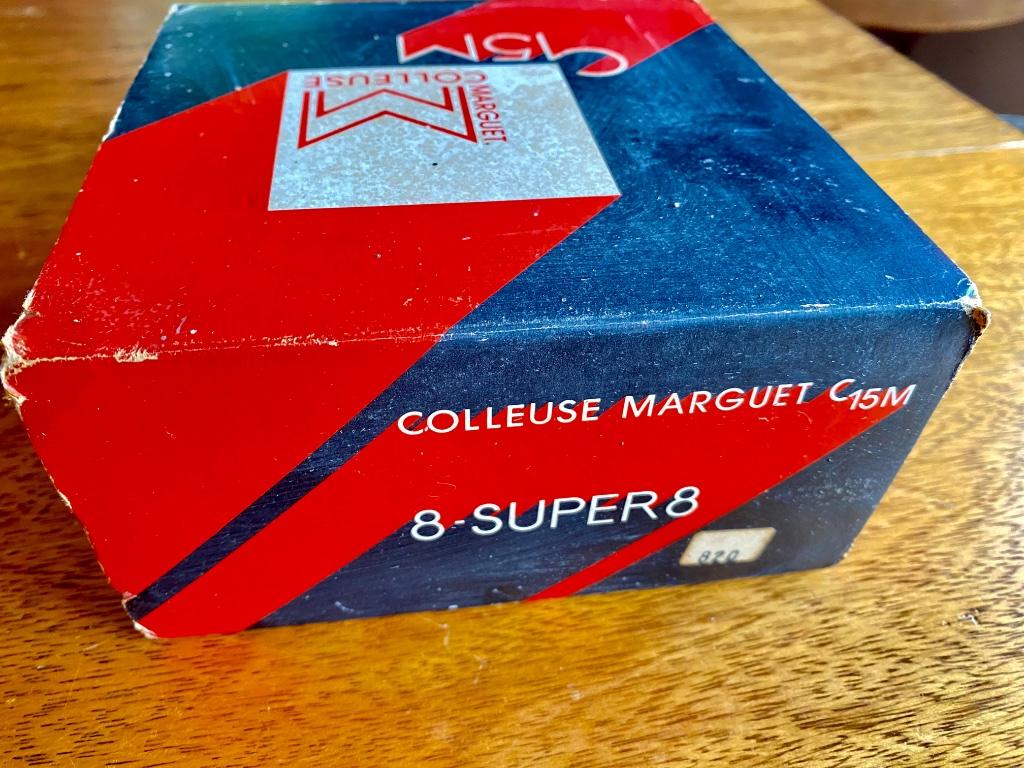 C15M
MARGUET
COLLEUSE
COLLEUSE MARGUET C15M
8-SUPER8
820